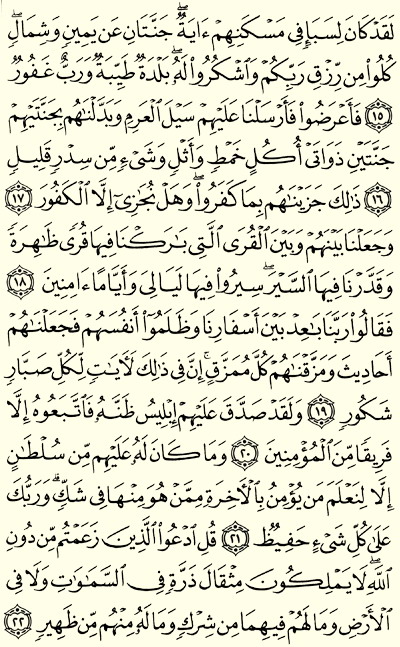 لَقَدْ كَانَ لِسَبَإٍ فِى مَسْكَنِهِمْ ءَايَةٌ ۖ جَنَّتَانِ عَن يَمِينٍ وَشِمَالٍ ۖ
كُلُوا۟ مِن رِّزْقِ رَبِّكُمْ وَٱشْكُرُوا۟ لَهُۥ ۚ بَلْدَةٌ طَيِّبَةٌ وَرَبٌّ غَفُورٌ
﴿١٥﴾ فَأَعْرَضُوا۟ فَأَرْسَلْنَا عَلَيْهِمْ سَيْلَ ٱلْعَرِمِ وَبَدَّلْنَٰهُم بِجَنَّتَيْهِمْ
جَنَّتَيْنِ ذَوَاتَىْ أُكُلٍ خَمْطٍ وَأَثْلٍ وَشَىْءٍ مِّن سِدْرٍ قَلِيلٍ
﴿١٦﴾ ذَٰلِكَ جَزَيْنَٰهُم بِمَا كَفَرُوا۟ ۖ وَهَلْ نُجَٰزِىٓ إِلَّا ٱلْكَفُورَ ﴿١٧﴾
وَجَعَلْنَا بَيْنَهُمْ وَبَيْنَ ٱلْقُرَى ٱلَّتِى بَٰرَكْنَا فِيهَا قُرًى ظَٰهِرَةً
وَقَدَّرْنَا فِيهَا ٱلسَّيْرَ ۖ سِيرُوا۟ فِيهَا لَيَالِىَ وَأَيَّامًا ءَامِنِينَ ﴿١٨﴾
فَقَالُوا۟ رَبَّنَا بَٰعِدْ بَيْنَ أَسْفَارِنَا وَظَلَمُوٓا۟ أَنفُسَهُمْ فَجَعَلْنَٰهُمْ
أَحَادِيثَ وَمَزَّقْنَٰهُمْ كُلَّ مُمَزَّقٍ ۚ إِنَّ فِى ذَٰلِكَ لَءَايَٰتٍ لِّكُلِّ صَبَّارٍ
شَكُورٍ ﴿١٩﴾ وَلَقَدْ صَدَّقَ عَلَيْهِمْ إِبْلِيسُ ظَنَّهُۥ فَٱتَّبَعُوهُ إِلَّا
فَرِيقًا مِّنَ ٱلْمُؤْمِنِينَ ﴿٢٠﴾ وَمَا كَانَ لَهُۥ عَلَيْهِم مِّن سُلْطَٰنٍ
إِلَّا لِنَعْلَمَ مَن يُؤْمِنُ بِٱلْءَاخِرَةِ مِمَّنْ هُوَ مِنْهَا فِى شَكٍّ ۗ وَرَبُّكَ
عَلَىٰ كُلِّ شَىْءٍ حَفِيظٌ ﴿٢١﴾ قُلِ ٱدْعُوا۟ ٱلَّذِينَ زَعَمْتُم مِّن دُونِ
ٱللَّهِ ۖ لَا يَمْلِكُونَ مِثْقَالَ ذَرَّةٍ فِى ٱلسَّمَٰوَٰتِ وَلَا فِى
ٱلْأَرْضِ وَمَا لَهُمْ فِيهِمَا مِن شِرْكٍ وَمَا لَهُۥ مِنْهُم مِّن ظَهِيرٍ ﴿٢٢﴾